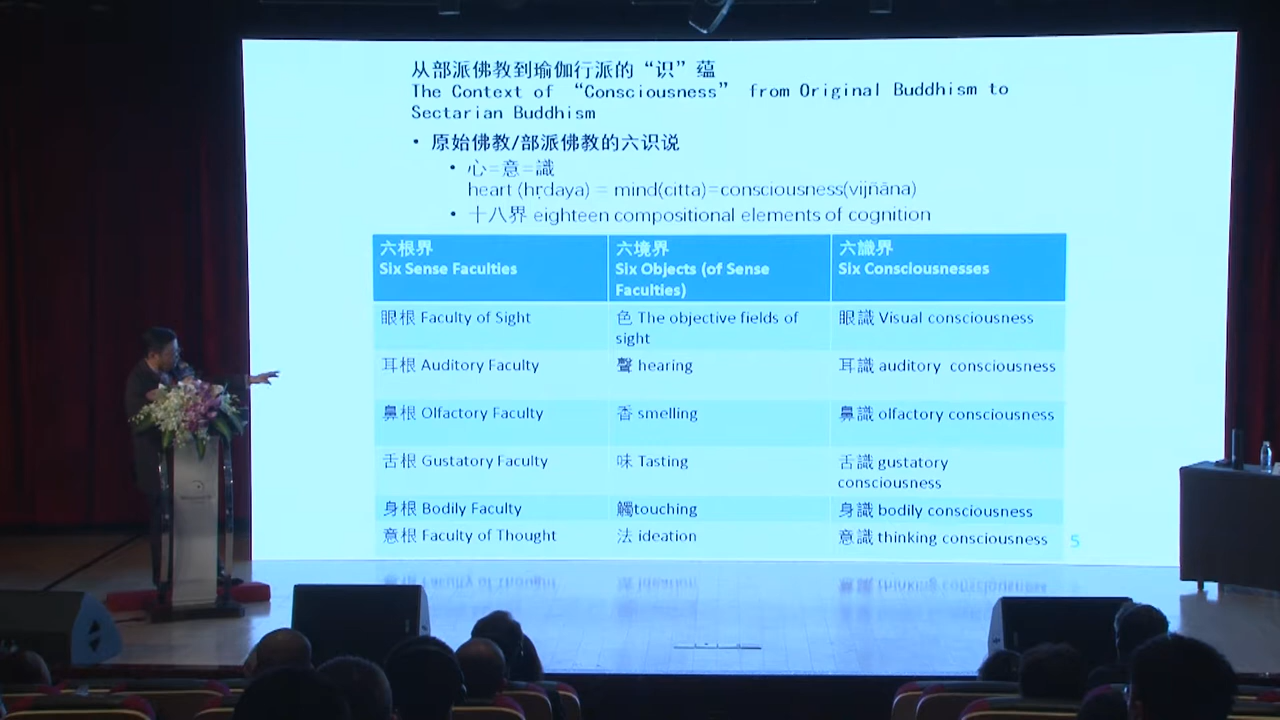 从部派佛教到瑜伽行派的“识”蕴
The Context of “Consciousness” from Original Buddhism to
Sectarian Buddhism
• 原始佛教/部派佛教的六识说
• 心=意=識
heart (hṛdaya) = mind(citta)=consciousness(vijñāna)
• 十八界 eighteen compositional elements of cognition
六根界
Six Sense Faculties
六境界
Six Objects (of Sense
Faculties)
六識界
Six Consciousnesses
眼根 Faculty of Sight
色 The objective fields of
sight
眼識 Visual consciousness
耳根 Auditory Faculty
聲 hearing
耳識 auditory consciousness
鼻根 Olfactory Faculty
香 smelling
鼻識 olfactory consciousness
舌根 Gustatory Faculty
味 Tasting
舌識 gustatory
consciousness
身根 Bodily Faculty
觸touching
身識 bodily consciousness
意根 Faculty of Thought
法 ideation
意識 thinking consciousness
5